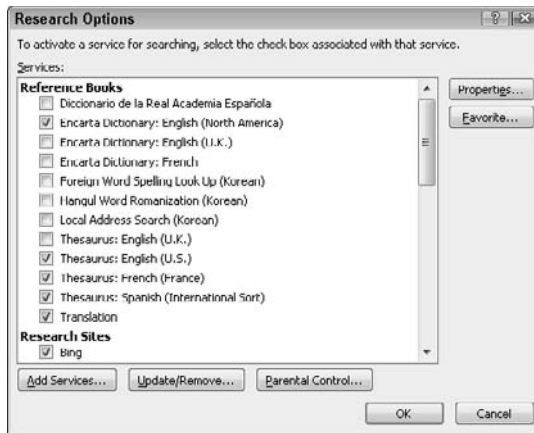 Research Options
To activate a service for searching, select the check box associated with that service.
Services:
Reference Books
Diccionario de la Real Academia Española
Encarta Dictionary: English (North America)
Encarta Dictionary: English (U.K.)
Encarta Dictionary: French
Foreign Word Spelling Look Up (Korean)
Hangul Word Romanization (Korean)
Local Address Search (Korean)
Thesaurus: English (U.K.)
Thesaurus: English (U.S.)
Thesaurus: French (France)
Thesaurus: Spanish (International Sort)
Translation
Research Sites
Bing
Properties...
Favorite...
Add Services... Update/Remove... Parental Control...
OK Cancel